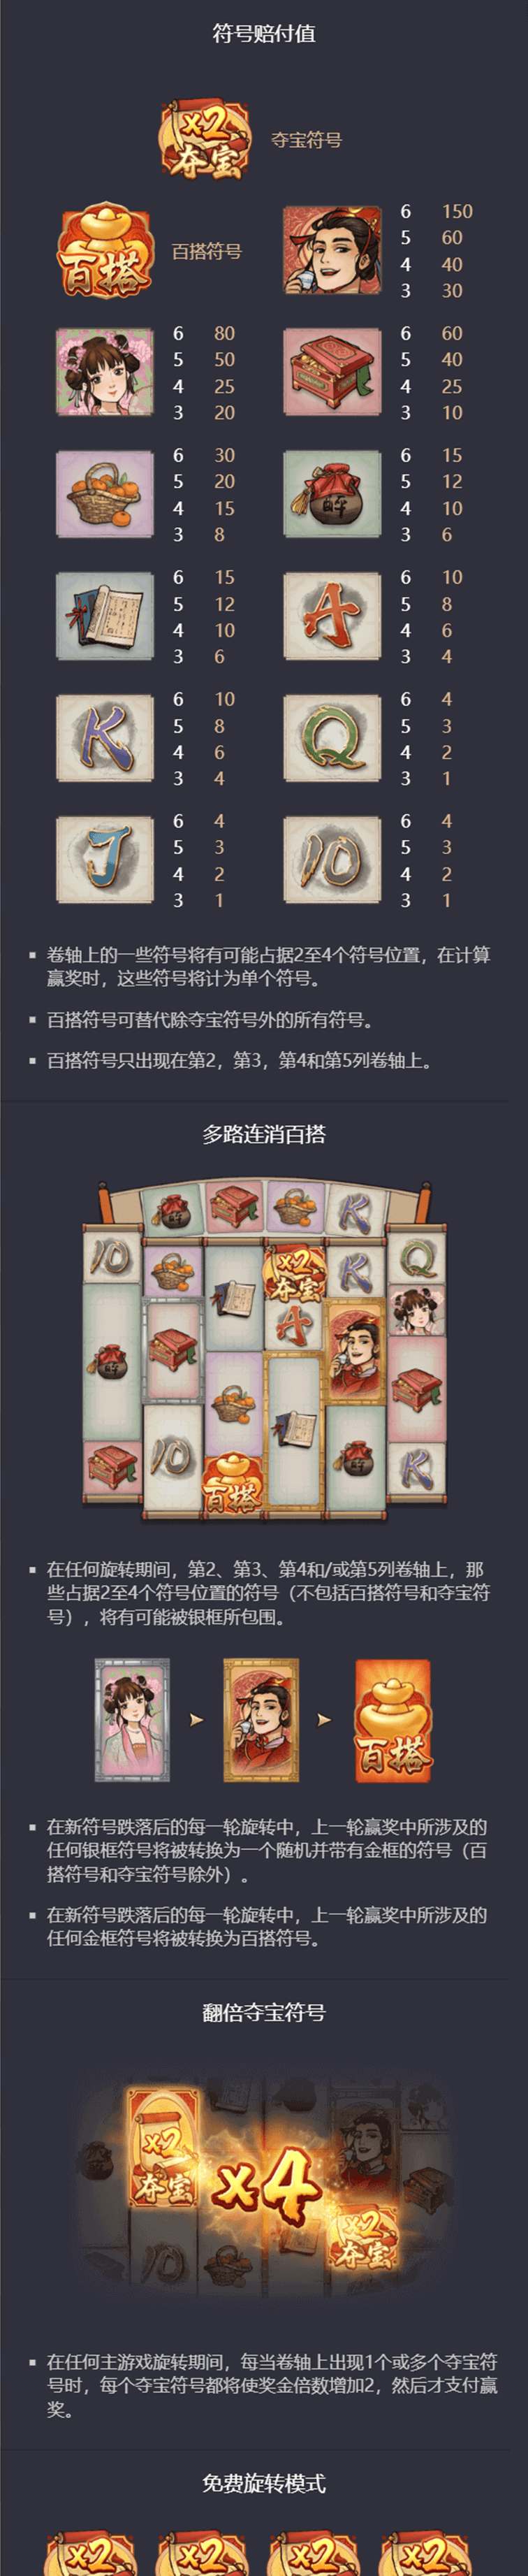 符号赔付值
x2
夺宝
夺宝符号
百搭
百搭符号
6 150
5 60
4 40
3 30
6 80
5 50
4 25
3 20
6 60
5 40
4 25
3 10
6 30
5 20
4 15
3 8
醉
6 15
5 12
4 10
3 6
6 15
5 12
4 10
3 6
A
6 10
5 8
4 6
3 4
K
6 10
5 8
4 6
3 4
Q
6 4
5 3
4 2
3 1
J
6 4
5 3
4 2
3 1
10
6 4
5 3
4 2
3 1
▪ 卷轴上的一些符号将有可能占据2至4个符号位置，在计算
赢奖时，这些符号将计为单个符号。
▪ 百搭符号可替代除夺宝符号外的所有符号。
▪ 百搭符号只出现在第2，第3，第4和第5列卷轴上。
多路连消百搭
醉 K
10 x2 夺宝 K Q
A
醉
10 醉 K
百搭
▪ 在任何旋转期间，第2、第3、第4和/或第5列卷轴上，那
些占据2至4个符号位置的符号（不包括百搭符号和夺宝符
号），将有可能被银框所包围。
百搭
▪ 在新符号跌落后的每一轮旋转中，上一轮赢奖中所涉及的
任何银框符号将被转换为一个随机并带有金框的符号（百
搭符号和夺宝符号除外）。
▪ 在新符号跌落后的每一轮旋转中，上一轮赢奖中所涉及的
任何金框符号将被转换为百搭符号。
翻倍夺宝符号
x2
夺宝
x4
x2
夺宝
10
▪ 在任何主游戏旋转期间，每当卷轴上出现1个或多个夺宝符
号时，每个夺宝符号都将使奖金倍数增加2，然后才支付赢
奖。
免费旋转模式
x2 x2 x2 x2